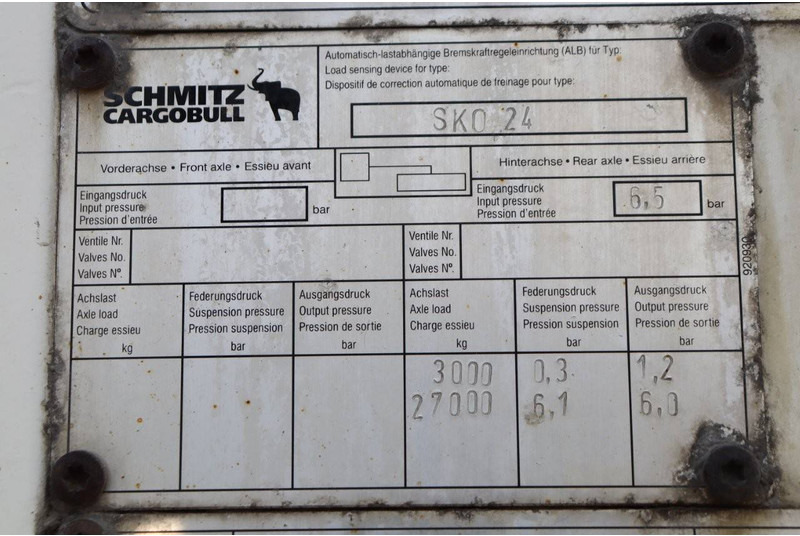 SCHMITZ
CARGOBULL
Automatisch-lastabhängige Bremskraftregeleinrichtung (ALB) für Typ:
Load sensing device for type:
Dispositif de correction automatique de freinage pour type:
SKO 24
Vorderachse • Front axle • Essieu avant
Hinterachse • Rear axle • Essieu arrière
Eingangsdruck
Input pressure
Pression d'entrée
bar
Eingangsdruck
Input pressure
Pression d'entrée
6,5
bar
Ventile Nr.
Valves No.
Valves N°.
Ventile Nr.
Valves No.
Valves N°.
920930
Achslast
Axle load
Charge essieu
kg
Federungsdruck
Suspension pressure
Pression suspension
bar
Ausgangsdruck
Output pressure
Pression de sortie
bar
Achslast
Axle load
Charge essieu
kg
Federungsdruck
Suspension pressure
Pression suspension
bar
Ausgangsdruck
Output pressure
Pression de sortie
bar
3000 0,3 1,2
27000 6,1 6,0